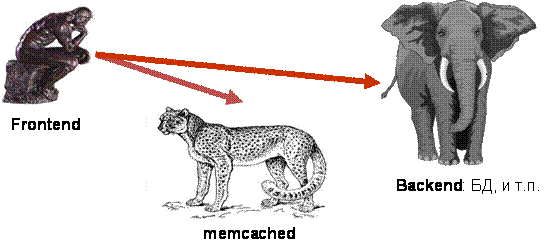 Frontend
Backend: БД, и т.п.
memcached